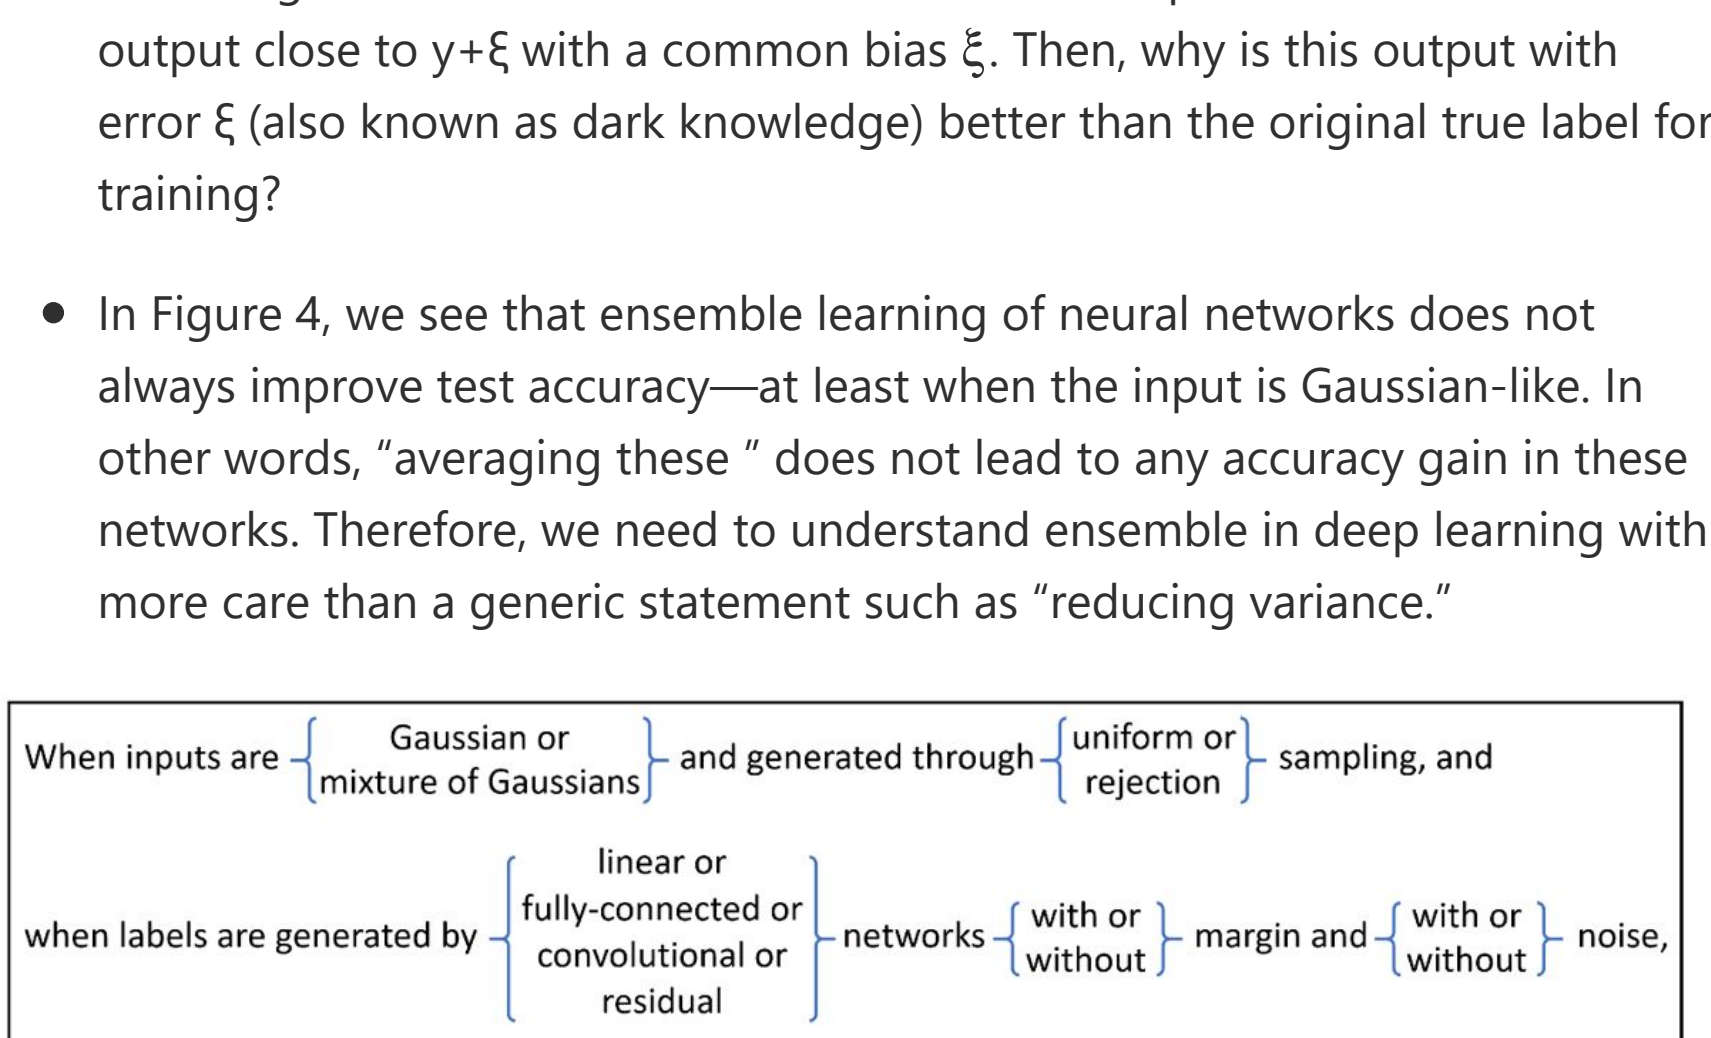 output close to y+ξ with a common bias ξ. Then, why is this output with
error ξ (also known as dark knowledge) better than the original true label for
training?
• In Figure 4, we see that ensemble learning of neural networks does not
always improve test accuracy—at least when the input is Gaussian-like. In
other words, “averaging these ” does not lead to any accuracy gain in these
networks. Therefore, we need to understand ensemble in deep learning with
more care than a generic statement such as “reducing variance.”
When inputs are { Gaussian or mixture of Gaussians } and generated through { uniform or rejection } sampling, and
when labels are generated by { linear or fully-connected or convolutional or residual } networks { with or without } margin and { with or without } noise,